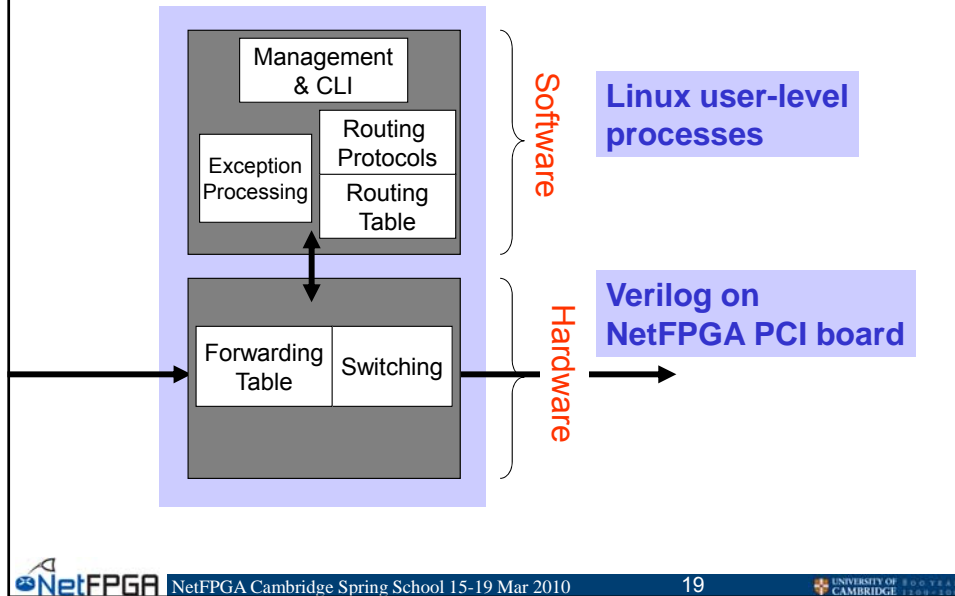 Management
& CLI
Exception
Processing
Routing
Protocols
Routing
Table
Software
Linux user-level
processes
Forwarding
Table
Switching
Hardware
Verilog on
NetFPGA PCI board
NetFPGA
NetFPGA Cambridge Spring School 15-19 Mar 2010
19
UNIVERSITY OF
CAMBRIDGE